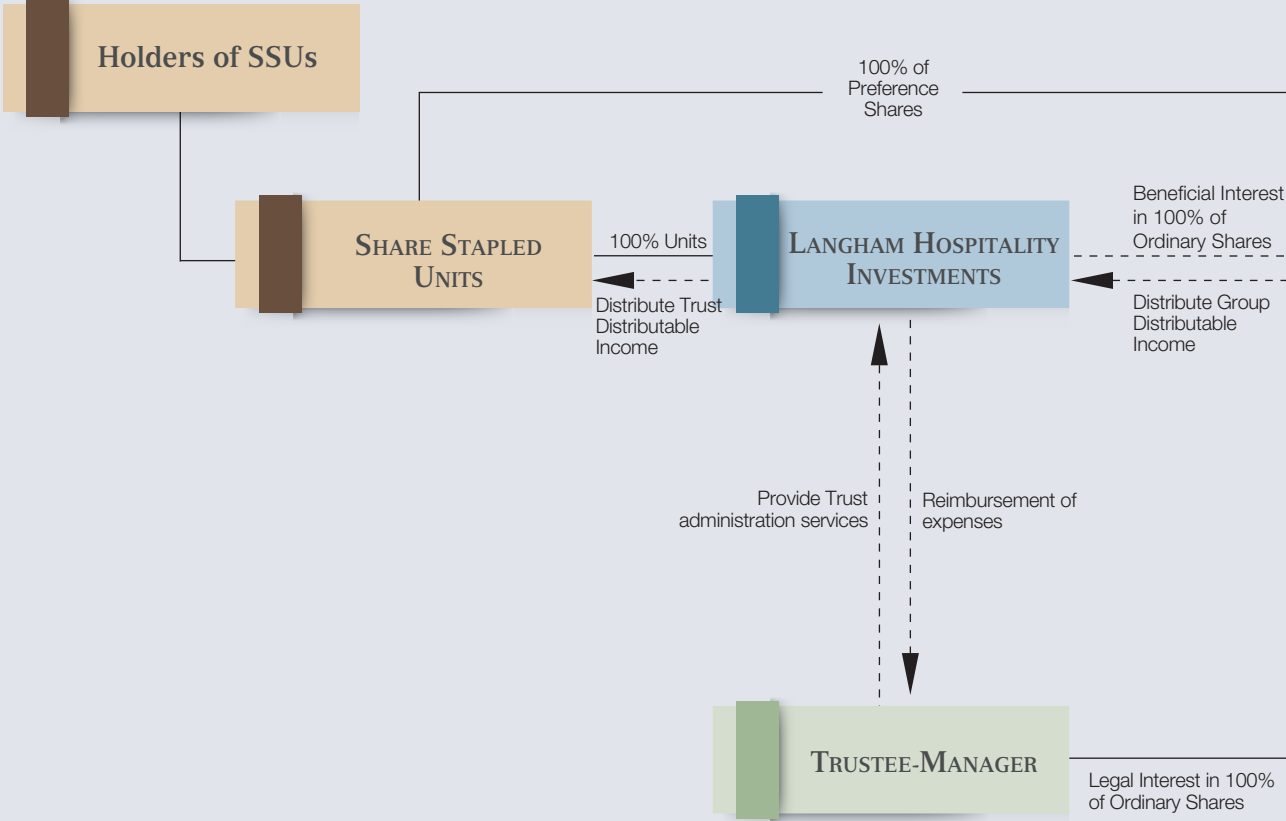 Holders of SSUs
100% of
Preference
Shares
Beneficial Interest
in 100% of
Ordinary Shares
SHARE STAPLED
UNITS
100% Units
LANGHAM HOSPITALITY
INVESTMENTS
Distribute Trust
Distributable
Income
Distribute Group
Distributable
Income
Provide Trust
administration services
Reimbursement of
expenses
TRUSTEE-MANAGER
Legal Interest in 100%
of Ordinary Shares